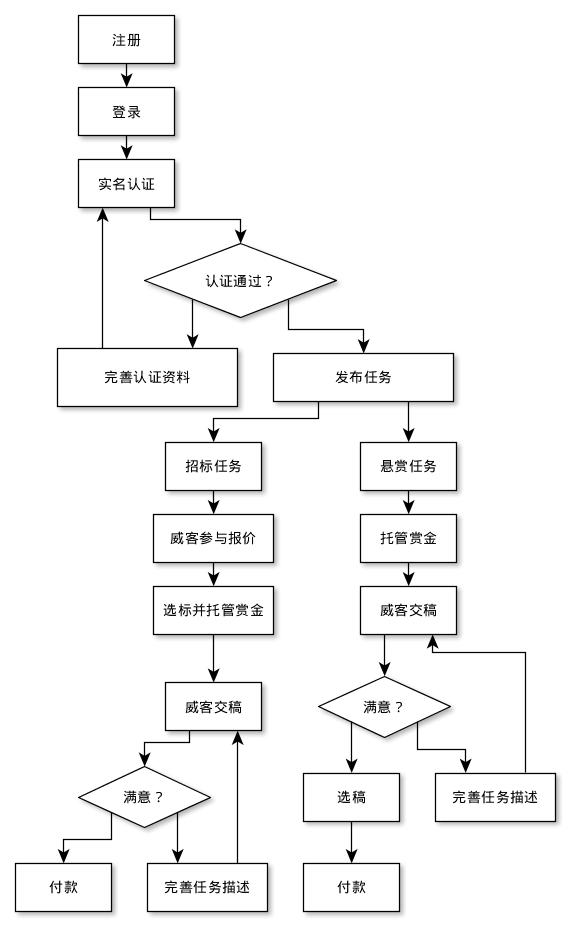 注册
登录
实名认证
认证通过？
完善认证资料
发布任务
招标任务
悬赏任务
威客参与报价
托管赏金
选标并托管赏金
威客交稿
威客交稿
满意？
满意？
选稿
完善任务描述
付款
完善任务描述
付款